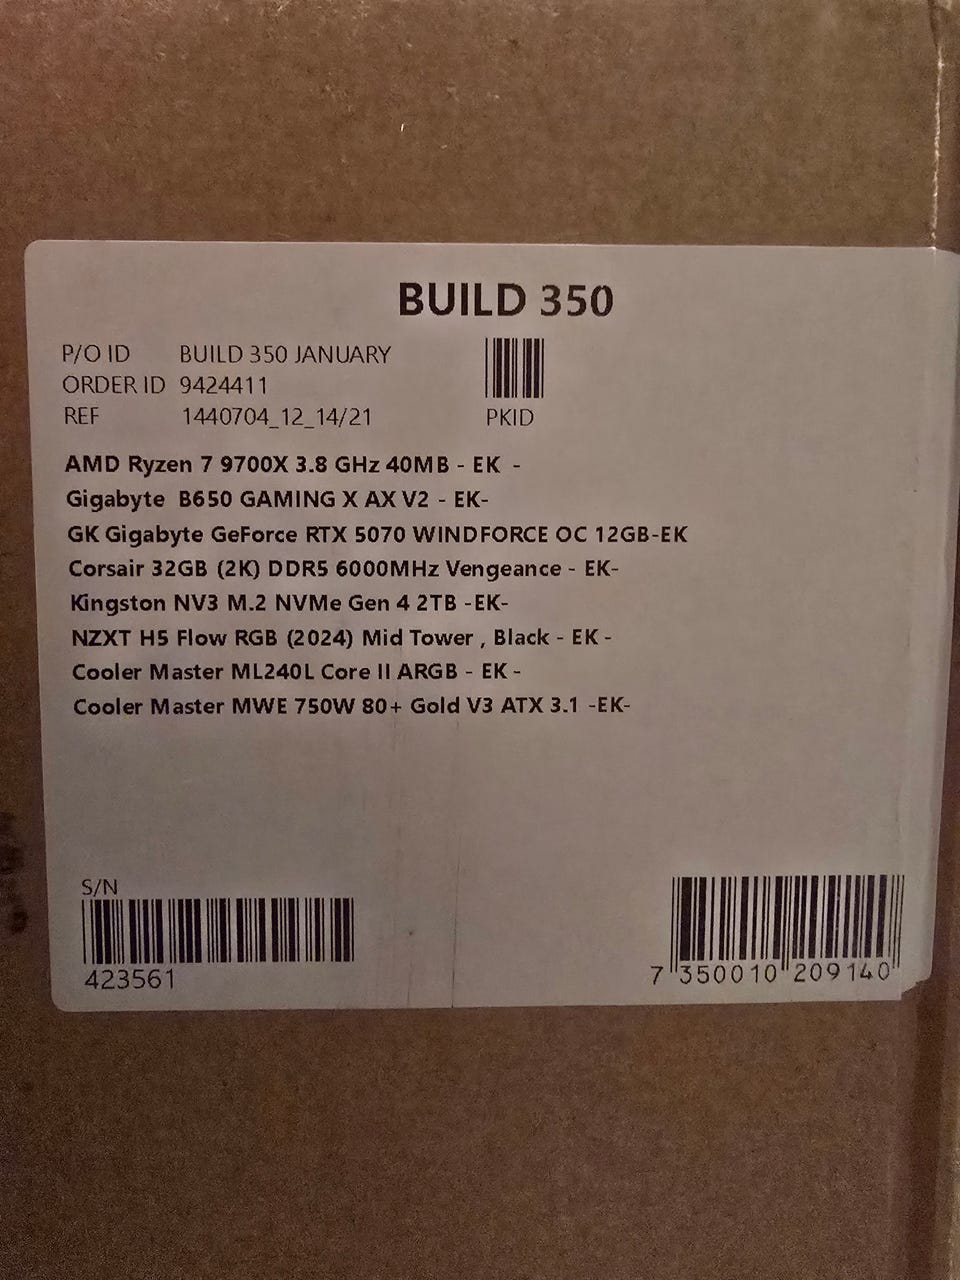 BUILD 350
P/O ID BUILD 350 JANUARY
ORDER ID 9424411
REF 1440704_12_14/21
PKID
AMD Ryzen 7 9700X 3.8 GHz 40MB - EK -
Gigabyte B650 GAMING X AX V2 - EK-
GK Gigabyte GeForce RTX 5070 WINDFORCE OC 12GB-EK
Corsair 32GB (2K) DDR5 6000MHz Vengeance - EK-
Kingston NV3 M.2 NVMe Gen 4 2TB -EK-
NZXT H5 Flow RGB (2024) Mid Tower , Black - EK -
Cooler Master ML240L Core II ARGB - EK -
Cooler Master MWE 750W 80+ Gold V3 ATX 3.1 -EK-
S/N
423561
7 350010 209140